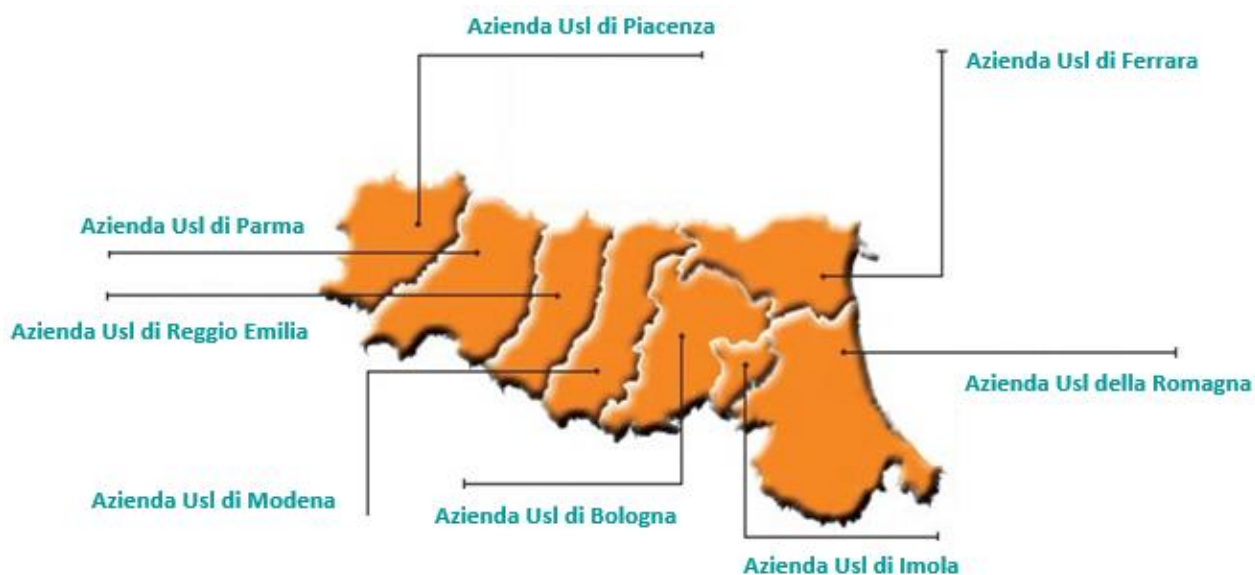 Azienda Usl di Piacenza
Azienda Usl di Ferrara
Azienda Usl di Parma
Azienda Usl di Reggio Emilia
Azienda Usl della Romagna
Azienda Usl di Modena
Azienda Usl di Bologna
Azienda Usl di Imola